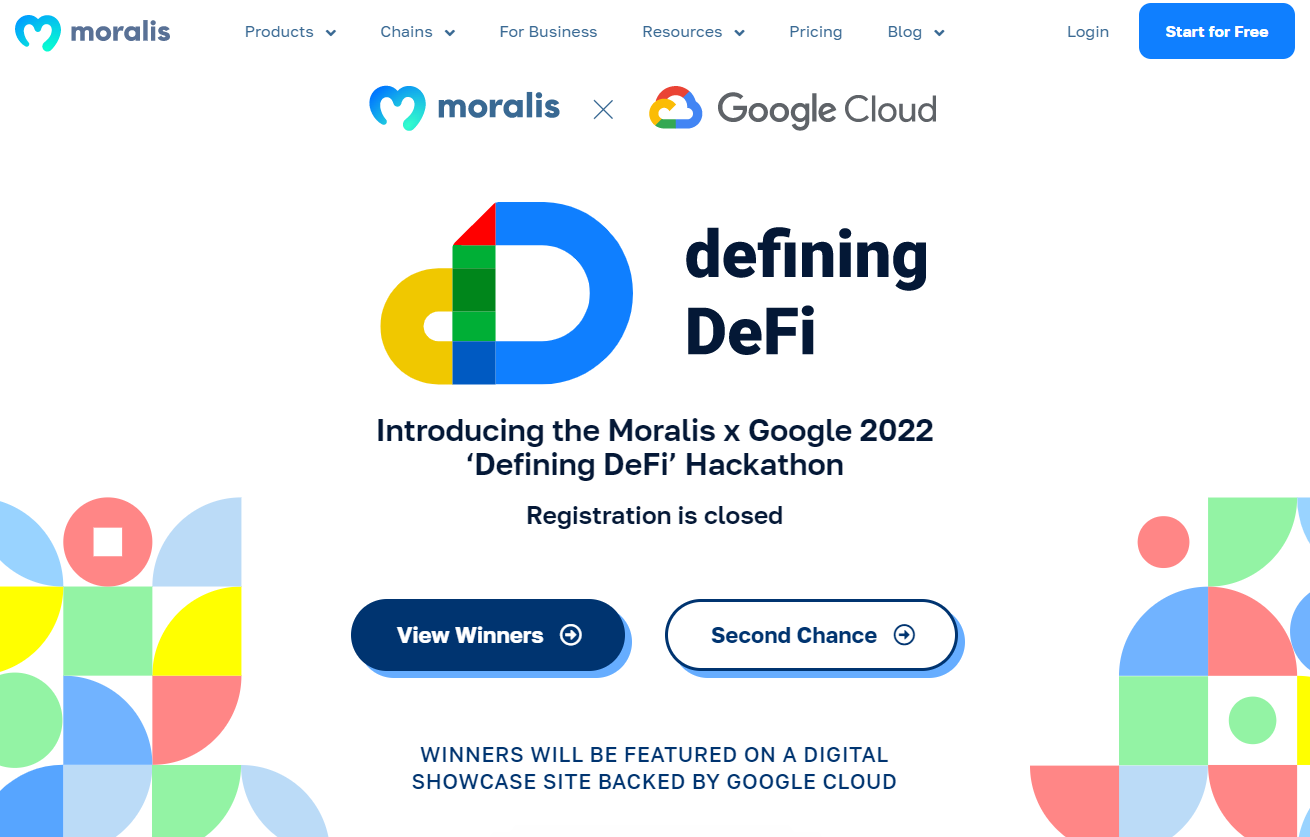 moralis
Products
Chains
For Business
Resources
Pricing
Blog
Login
Start for Free
moralis
Google Cloud
defining
DeFi
Introducing the Moralis x Google 2022
‘Defining DeFi’ Hackathon
Registration is closed
View Winners
Second Chance
WINNERS WILL BE FEATURED ON A DIGITAL
SHOWCASE SITE BACKED BY GOOGLE CLOUD